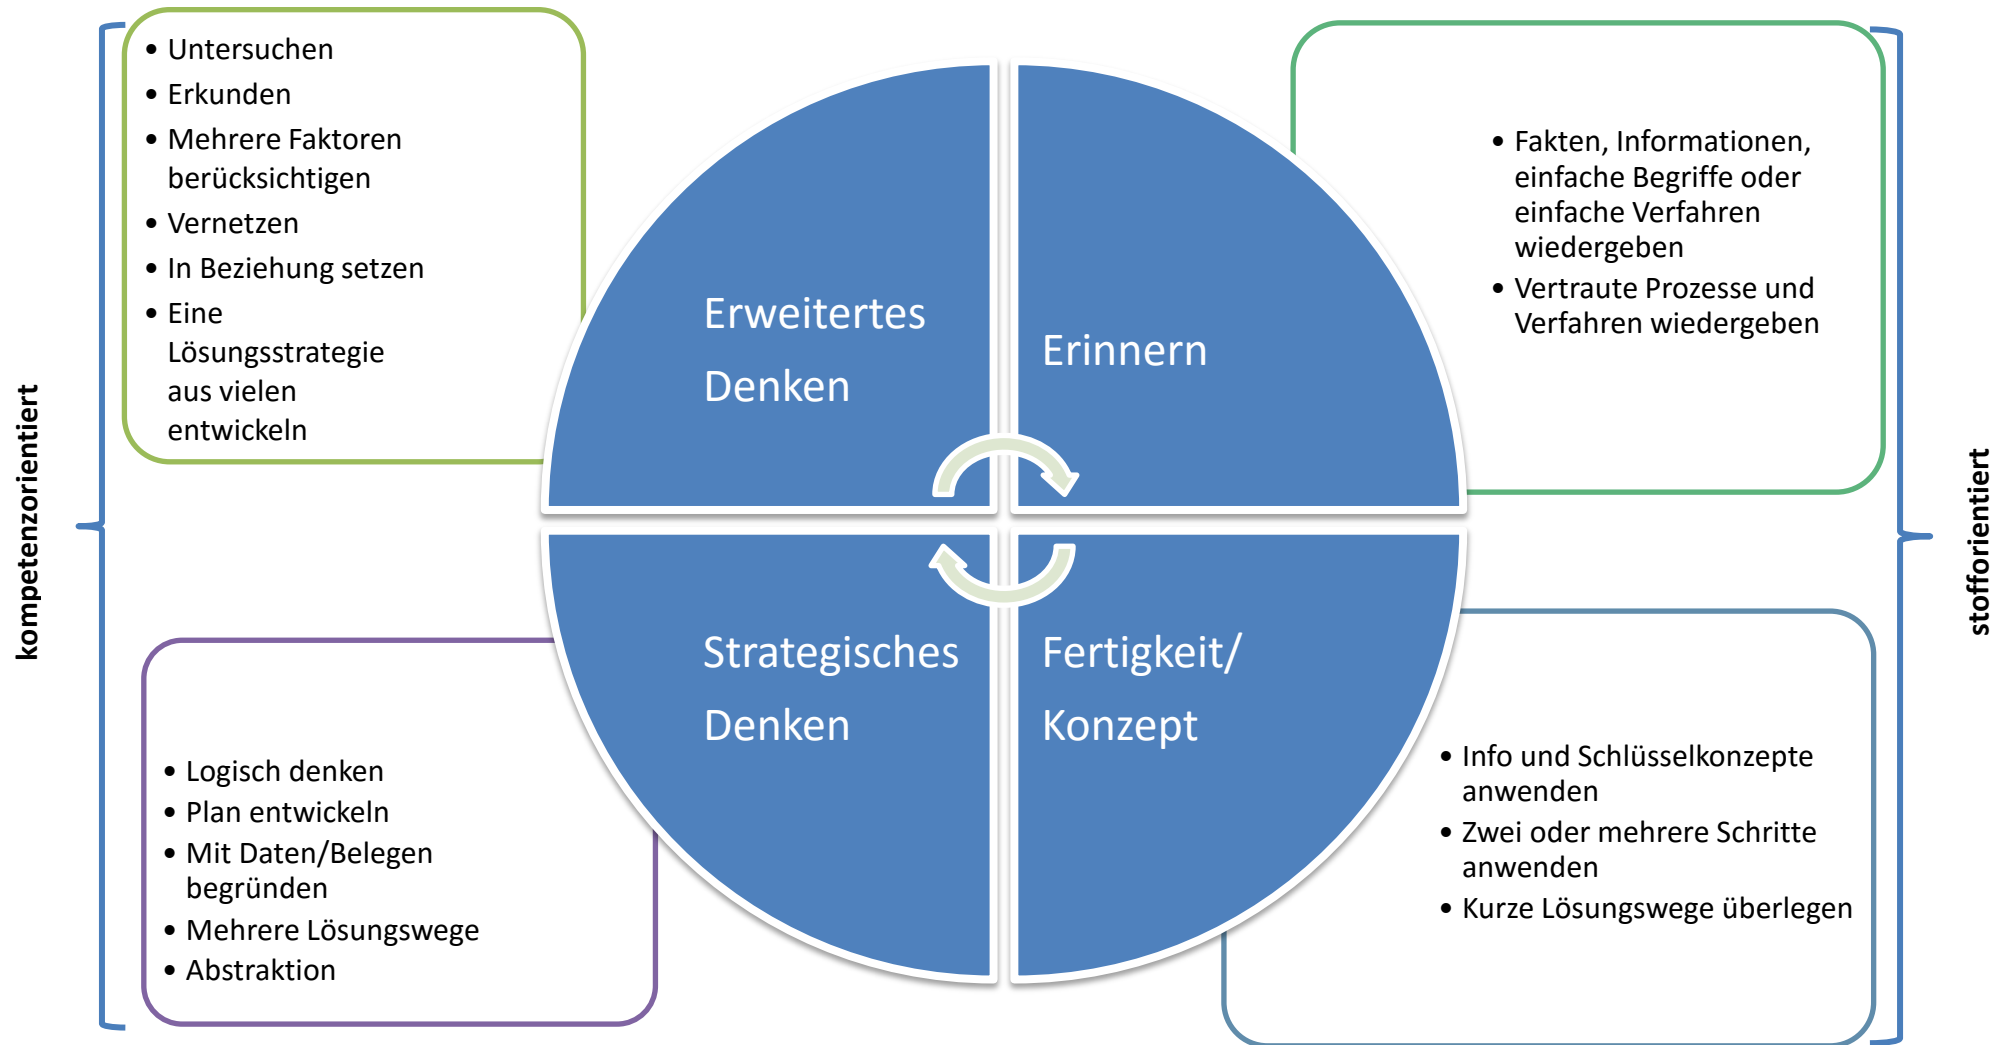 kompetenzorientiert
• Untersuchen
• Erkunden
• Mehrere Faktoren
berücksichtigen
• Vernetzen
• In Beziehung setzen
• Eine
Lösungsstrategie
aus vielen
entwickeln
Erweitertes
Denken
Erinnern
• Fakten, Informationen,
einfache Begriffe oder
einfache Verfahren
wiedergeben
• Vertraute Prozesse und
Verfahren wiedergeben
stofforientiert
• Logisch denken
• Plan entwickeln
• Mit Daten/Belegen
begründen
• Mehrere Lösungswege
• Abstraktion
Strategisches
Denken
Fertigkeit/
Konzept
• Info und Schlüsselkonzepte
anwenden
• Zwei oder mehrere Schritte
anwenden
• Kurze Lösungswege überlegen